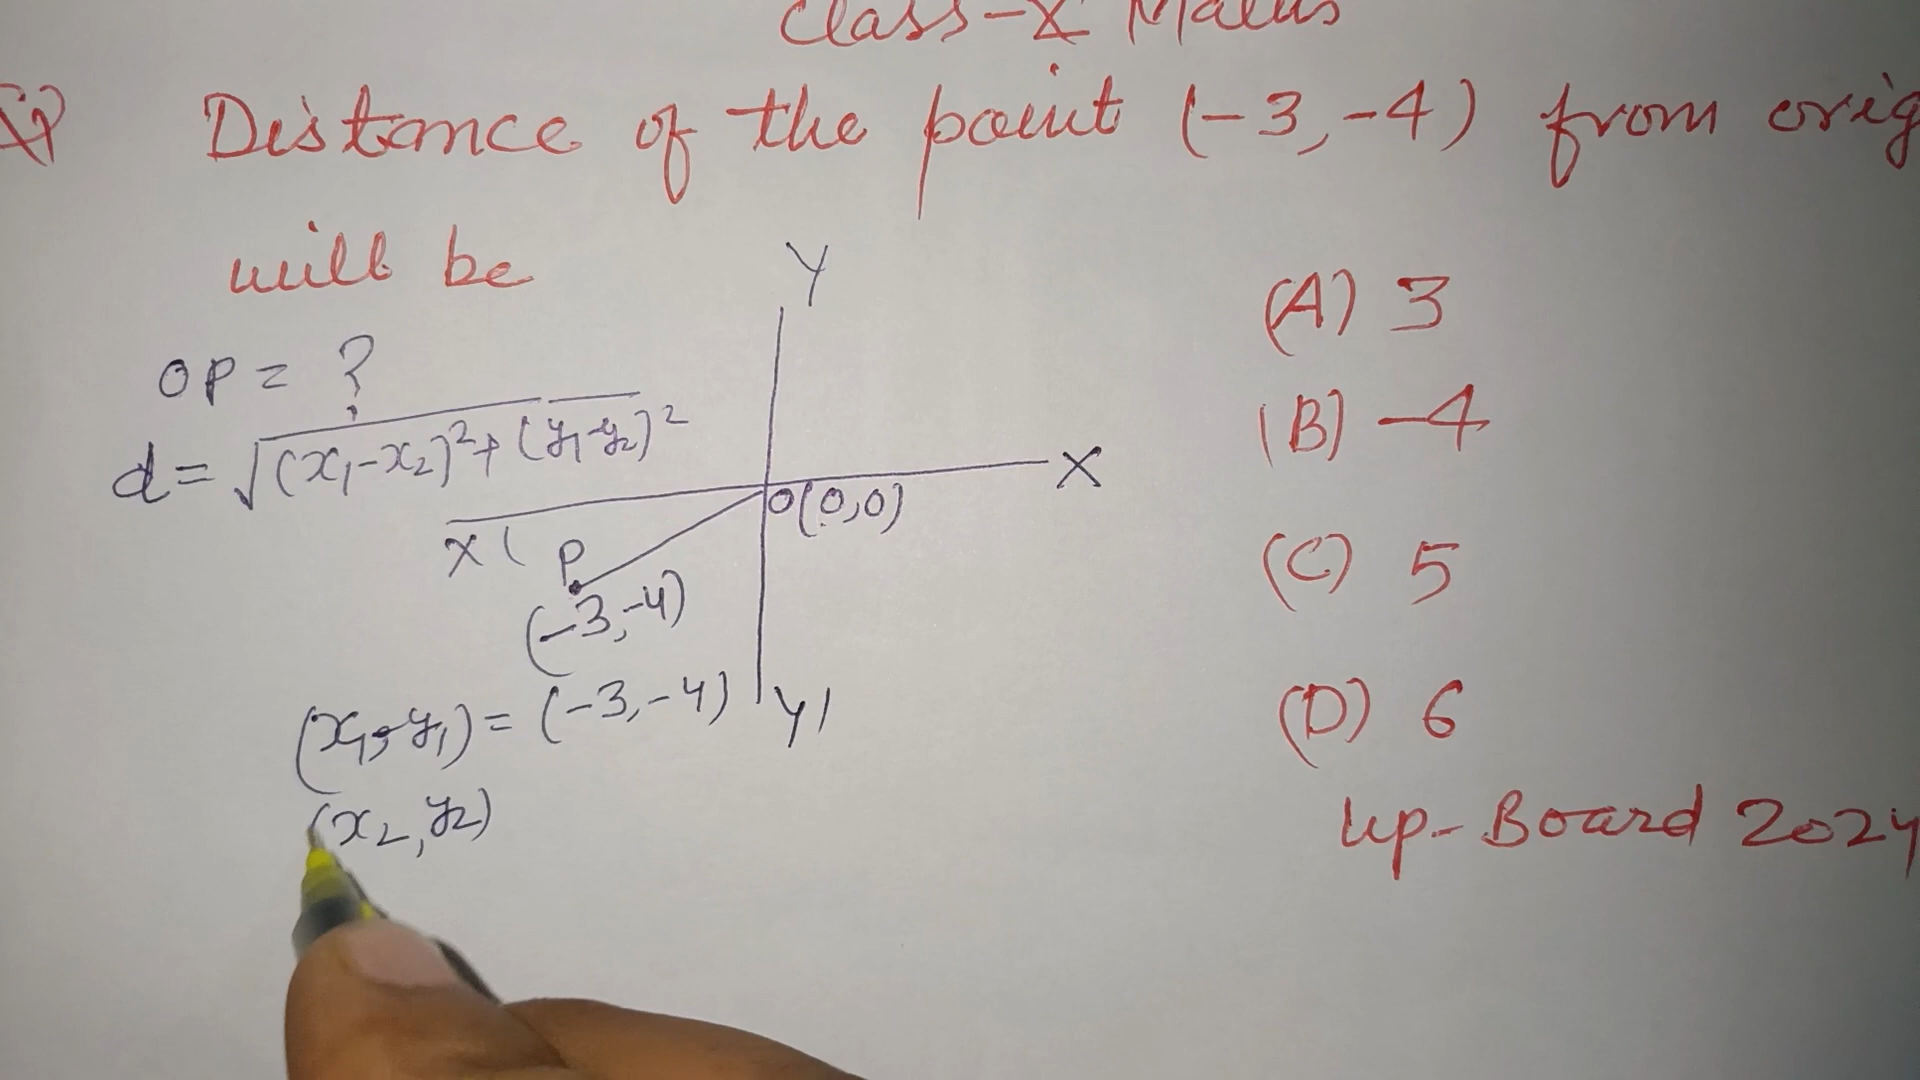 Class-X Maths
Q Distance of the point (-3,-4) from orig
will be
OP = ?
d = √(x₁-x₂)²+(y₁-y₂)²
Y
X
O(0,0)
X'
P
(-3,-4)
Y'
(x₁,y₁) = (-3,-4)
(x₂,y₂)
(A) 3
(B) -4
(C) 5
(D) 6
Up-Board 2024